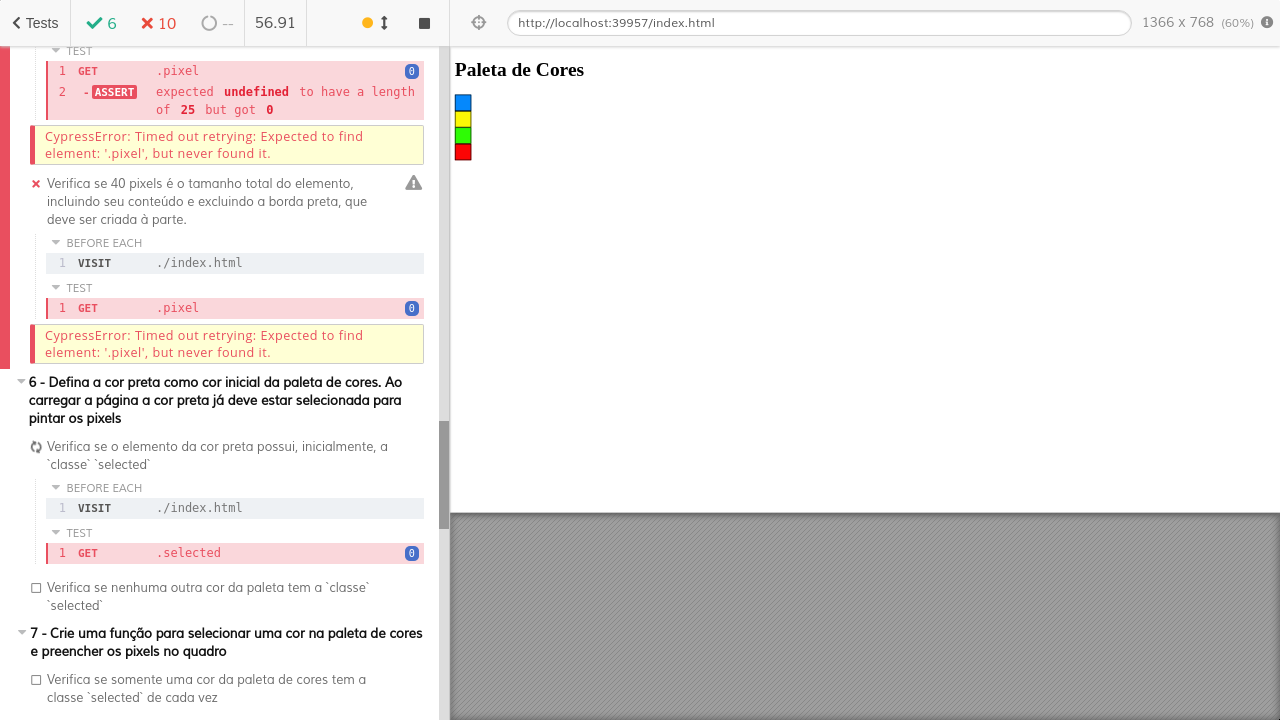 Tests
6
10
--
56.91
http://localhost:39957/index.html
1366 x 768 (60%)
TEST
1 GET .pixel 0
2 -ASSERT expected undefined to have a length
of 25 but got 0
CypressError: Timed out retrying: Expected to find
element: '.pixel', but never found it.
Verifica se 40 pixels é o tamanho total do elemento,
incluindo seu conteúdo e excluindo a borda preta, que
deve ser criada à parte.
BEFORE EACH
1 VISIT ./index.html
TEST
1 GET .pixel 0
CypressError: Timed out retrying: Expected to find
element: '.pixel', but never found it.
6 - Defina a cor preta como cor inicial da paleta de cores. Ao
carregar a página a cor preta já deve estar selecionada para
pintar os pixels
Verifica se o elemento da cor preta possui, inicialmente, a
`classe` `selected`
BEFORE EACH
1 VISIT ./index.html
TEST
1 GET .selected 0
Verifica se nenhuma outra cor da paleta tem a `classe`
`selected`
7 - Crie uma função para selecionar uma cor na paleta de cores
e preencher os pixels no quadro
Verifica se somente uma cor da paleta de cores tem a
classe `selected` de cada vez
Paleta de Cores